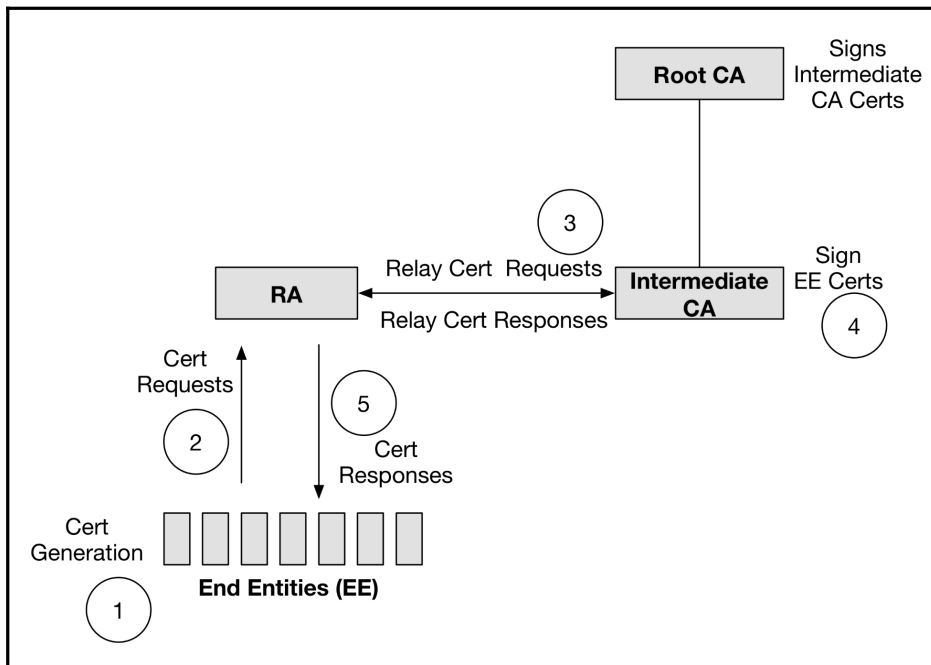 Root CA
Signs
Intermediate
CA Certs
3
Relay Cert Requests
RA
Intermediate
CA
Sign
EE Certs
Relay Cert Responses
4
Cert
Requests
2
5
Cert
Responses
Cert
Generation
End Entities (EE)
1